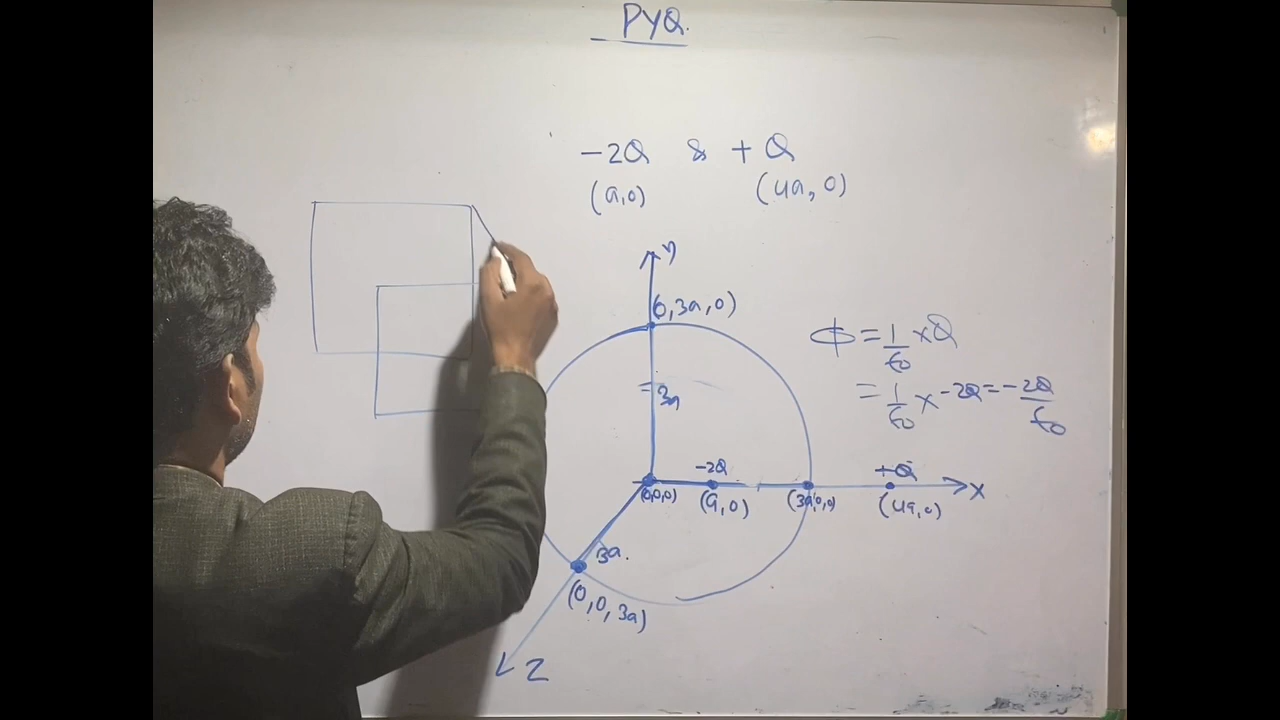 PYQ.
-2Q & +Q
(a,0) (4a,0)
y
(0,3a,0)
3a
ϕ = 1/ε0 × Q
= 1/ε0 × -2Q = -2Q/ε0
-2Q +Q
x
(0,0,0) (a,0) (3a,0,0) (4a,0)
3a.
(0,0,3a)
Z